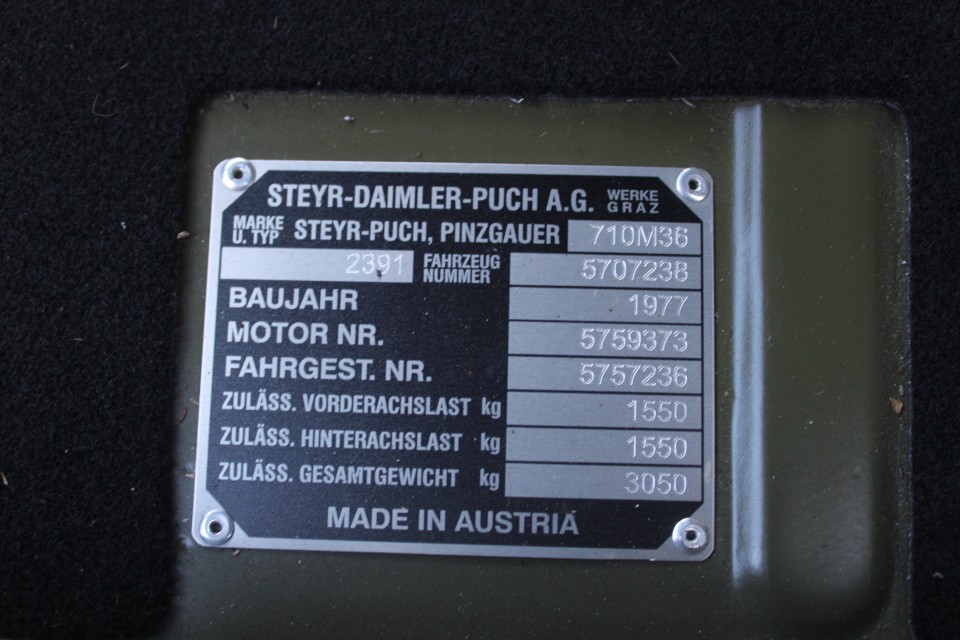 STEYR-DAIMLER-PUCH A.G. WERKE GRAZ
MARKE U. TYP STEYR-PUCH, PINZGAUER 710M36
2391 FAHRZEUG NUMMER 5707238
BAUJAHR 1977
MOTOR NR. 5759373
FAHRGEST. NR. 5757236
ZULÄSS. VORDERACHSLAST kg 1550
ZULÄSS. HINTERACHSLAST kg 1550
ZULÄSS. GESAMTGEWICHT kg 3050
MADE IN AUSTRIA